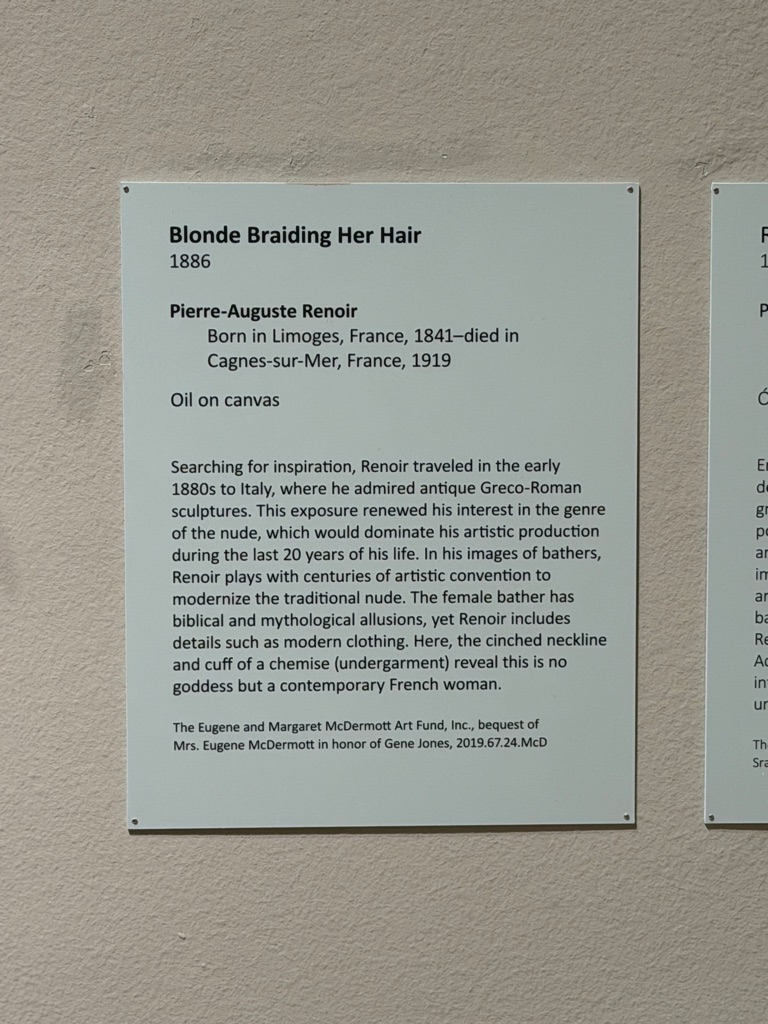 Blonde Braiding Her Hair
1886
Pierre-Auguste Renoir
Born in Limoges, France, 1841–died in
Cagnes-sur-Mer, France, 1919
Oil on canvas
Searching for inspiration, Renoir traveled in the early
1880s to Italy, where he admired antique Greco-Roman
sculptures. This exposure renewed his interest in the genre
of the nude, which would dominate his artistic production
during the last 20 years of his life. In his images of bathers,
Renoir plays with centuries of artistic convention to
modernize the traditional nude. The female bather has
biblical and mythological allusions, yet Renoir includes
details such as modern clothing. Here, the cinched neckline
and cuff of a chemise (undergarment) reveal this is no
goddess but a contemporary French woman.
The Eugene and Margaret McDermott Art Fund, Inc., bequest of
Mrs. Eugene McDermott in honor of Gene Jones, 2019.67.24.McD